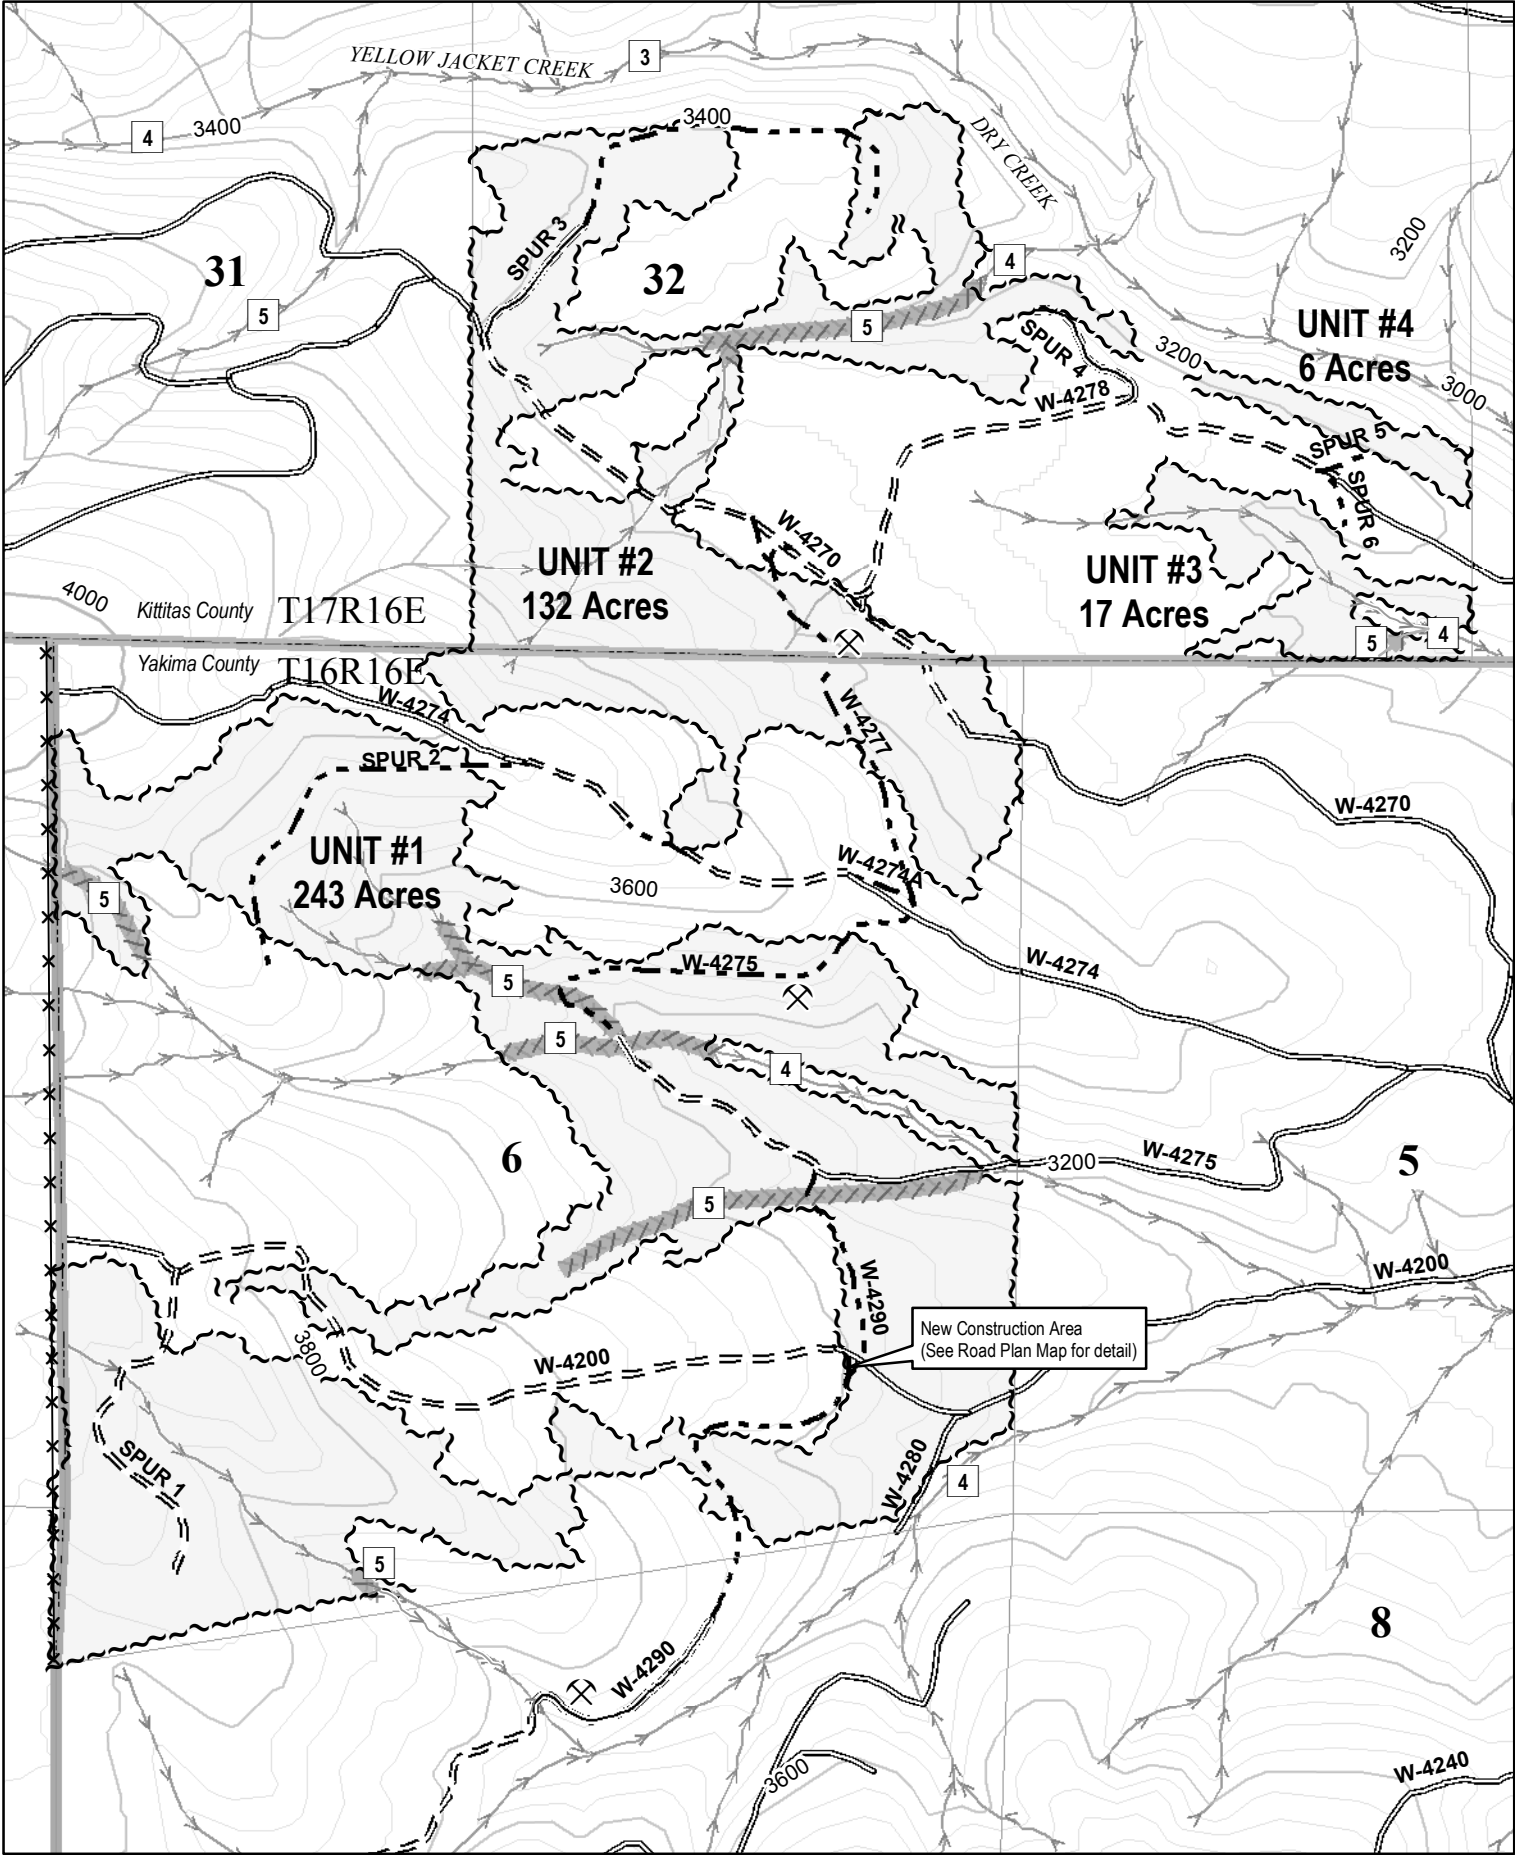 YELLOW JACKET CREEK
3
4
3400
3400
DRY CREEK
3200
31
SPUR 3
32
4
5
5
UNIT #4
6 Acres
SPUR 4
3200
3000
W-4278
SPUR 5
SPUR 6
W-4270
UNIT #2
132 Acres
UNIT #3
17 Acres
4000
Kittitas County
T17R16E
5
4
Yakima County
T16R16E
W-4274
W-4277
SPUR 2
W-4270
UNIT #1
243 Acres
W-4274A
3600
5
W-4275
W-4274
5
5
4
6
3200
W-4275
5
5
W-4290
W-4200
New Construction Area
(See Road Plan Map for detail)
3800
W-4200
SPUR 1
W-4280
4
5
8
W-4290
3600
W-4240